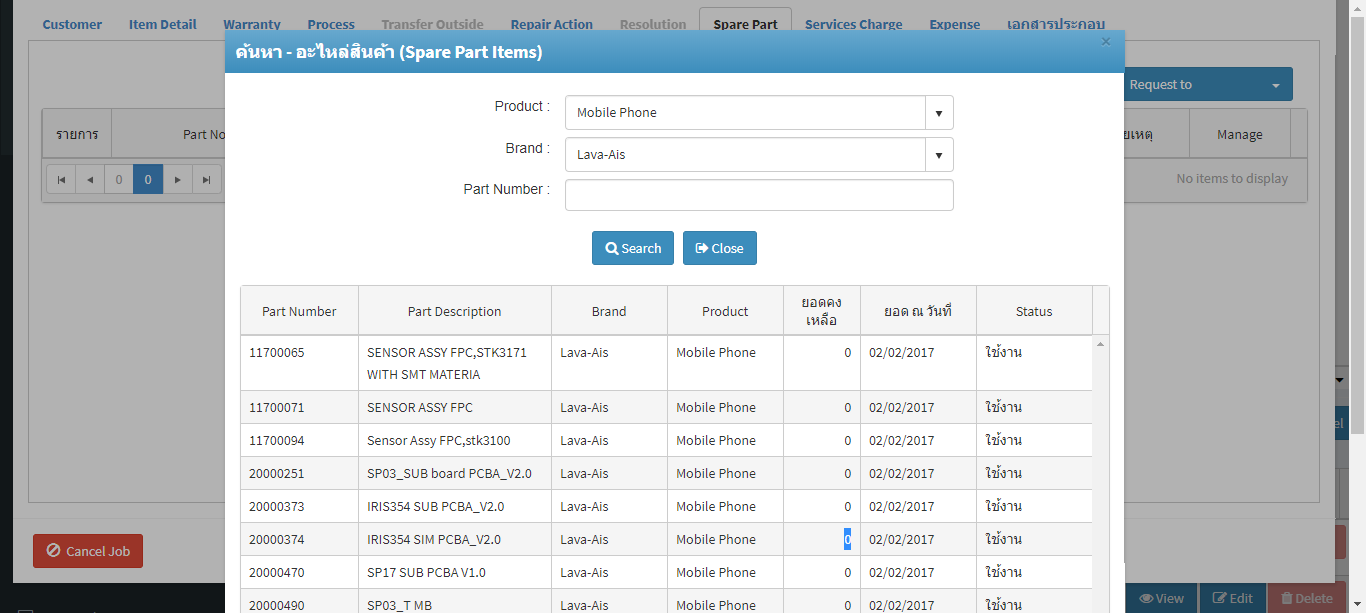 Customer Item Detail Warranty Process Transfer Outside Repair Action Resolution Spare Part Services Charge Expense เอกสารประกอบ
ค้นหา - อะไหล่สินค้า (Spare Part Items) ×
Request to
Product : Mobile Phone
Brand : Lava-Ais
Part Number :
รายการ Part No Manage
0 0 No items to display
Search Close
Part Number Part Description Brand Product ยอดคง ยอด ณ วันที่ Status
เหลือ
11700065 SENSOR ASSY FPC,STK3171 Lava-Ais Mobile Phone 0 02/02/2017 ใช้งาน
WITH SMT MATERIA
11700071 SENSOR ASSY FPC Lava-Ais Mobile Phone 0 02/02/2017 ใช้งาน
11700094 Sensor Assy FPC,stk3100 Lava-Ais Mobile Phone 0 02/02/2017 ใช้งาน
20000251 SP03_SUB board PCBA_V2.0 Lava-Ais Mobile Phone 0 02/02/2017 ใช้งาน
20000373 IRIS354 SUB PCBA_V2.0 Lava-Ais Mobile Phone 0 02/02/2017 ใช้งาน
20000374 IRIS354 SIM PCBA_V2.0 Lava-Ais Mobile Phone 0 02/02/2017 ใช้งาน
20000470 SP17 SUB PCBA V1.0 Lava-Ais Mobile Phone 0 02/02/2017 ใช้งาน
20000490 SP03_T MB Lava-Ais Mobile Phone 0 02/02/2017 ใช้งาน
Cancel Job
View Edit Delete